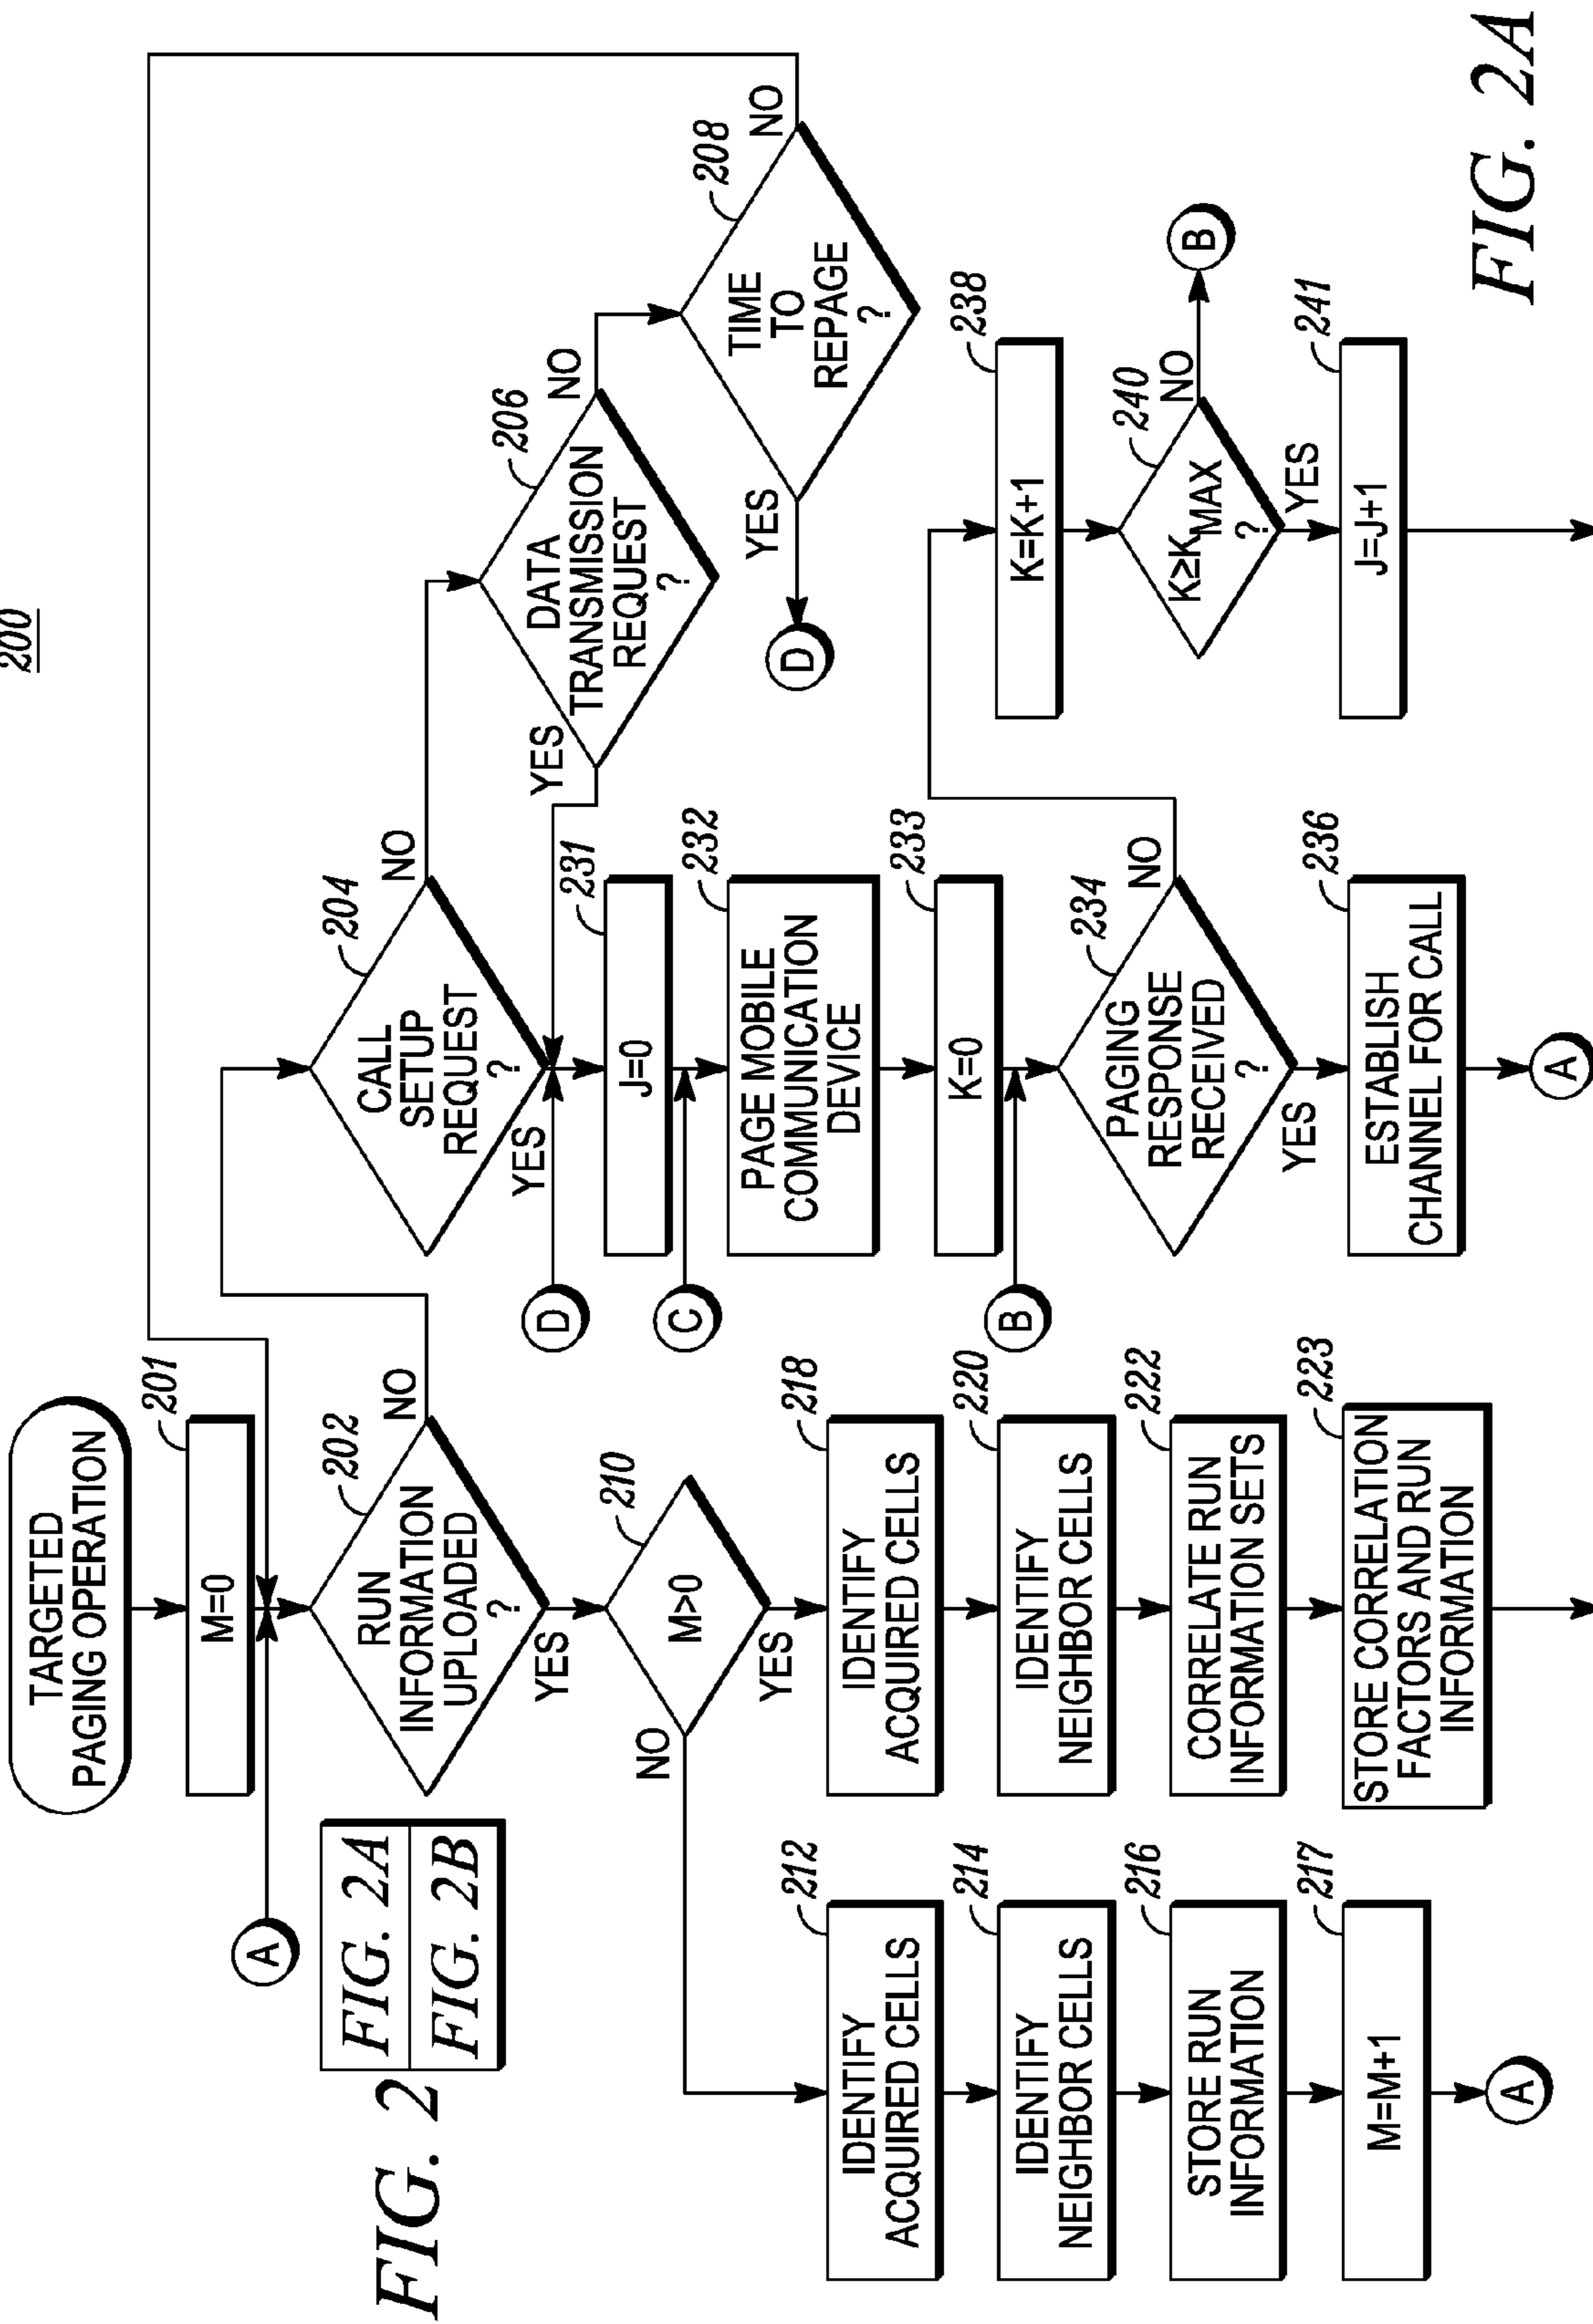 200
TARGETED
PAGING OPERATION
201
M=0
A
FIG. 2
FIG. 2A
FIG. 2B
202
RUN
INFORMATION
UPLOADED
?
NO
YES
204
CALL
SETUP
REQUEST
?
NO
YES
206
DATA
TRANSMISSION
REQUEST
?
NO
YES
208
TIME
TO
REPAGE
?
NO
YES
D
210
M>0
NO
YES
212
IDENTIFY
ACQUIRED CELLS
214
IDENTIFY
NEIGHBOR CELLS
216
STORE RUN
INFORMATION
217
M=M+1
A
218
IDENTIFY
ACQUIRED CELLS
220
IDENTIFY
NEIGHBOR CELLS
222
CORRELATE RUN
INFORMATION SETS
223
STORE CORRELATION
FACTORS AND RUN
INFORMATION
D
231
J=0
C
232
PAGE MOBILE
COMMUNICATION
DEVICE
233
K=0
B
234
PAGING
RESPONSE
RECEIVED
?
NO
YES
236
ESTABLISH
CHANNEL FOR CALL
A
238
K=K+1
240
K≥KMAX
?
NO
B
YES
241
J=J+1
FIG. 2A